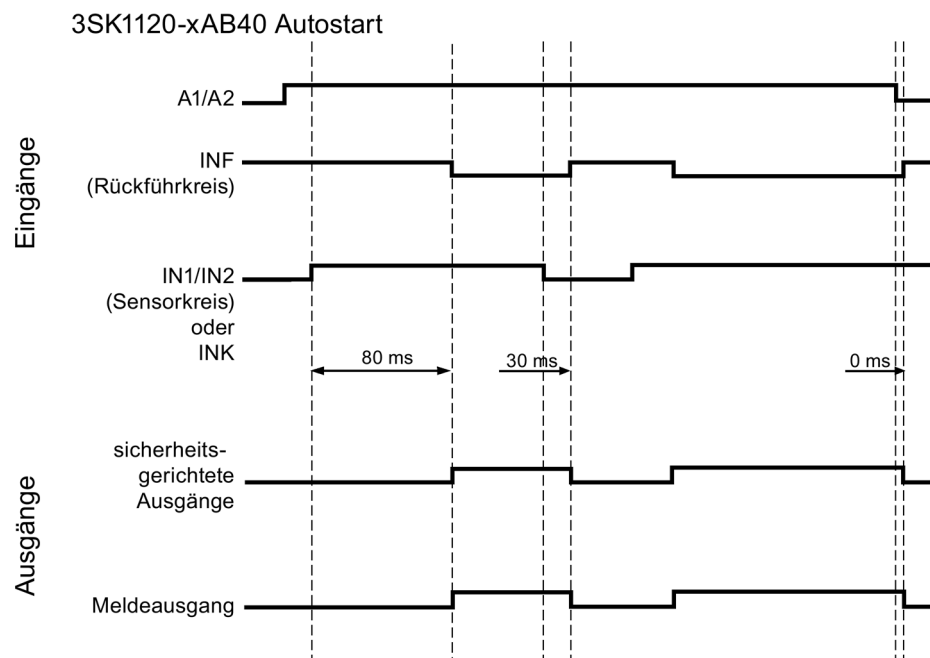 3SK1120-xAB40 Autostart
Eingänge
A1/A2
INF
(Rückführkreis)
IN1/IN2
(Sensorkreis)
oder
INK
80 ms
30 ms
0 ms
Ausgänge
sicherheits-
gerichtete
Ausgänge
Meldeausgang